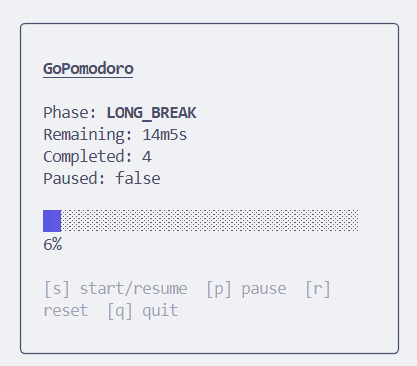 GoPomodoro
Phase: LONG_BREAK
Remaining: 14m5s
Completed: 4
Paused: false
6%
[s] start/resume  [p] pause  [r]
reset  [q] quit